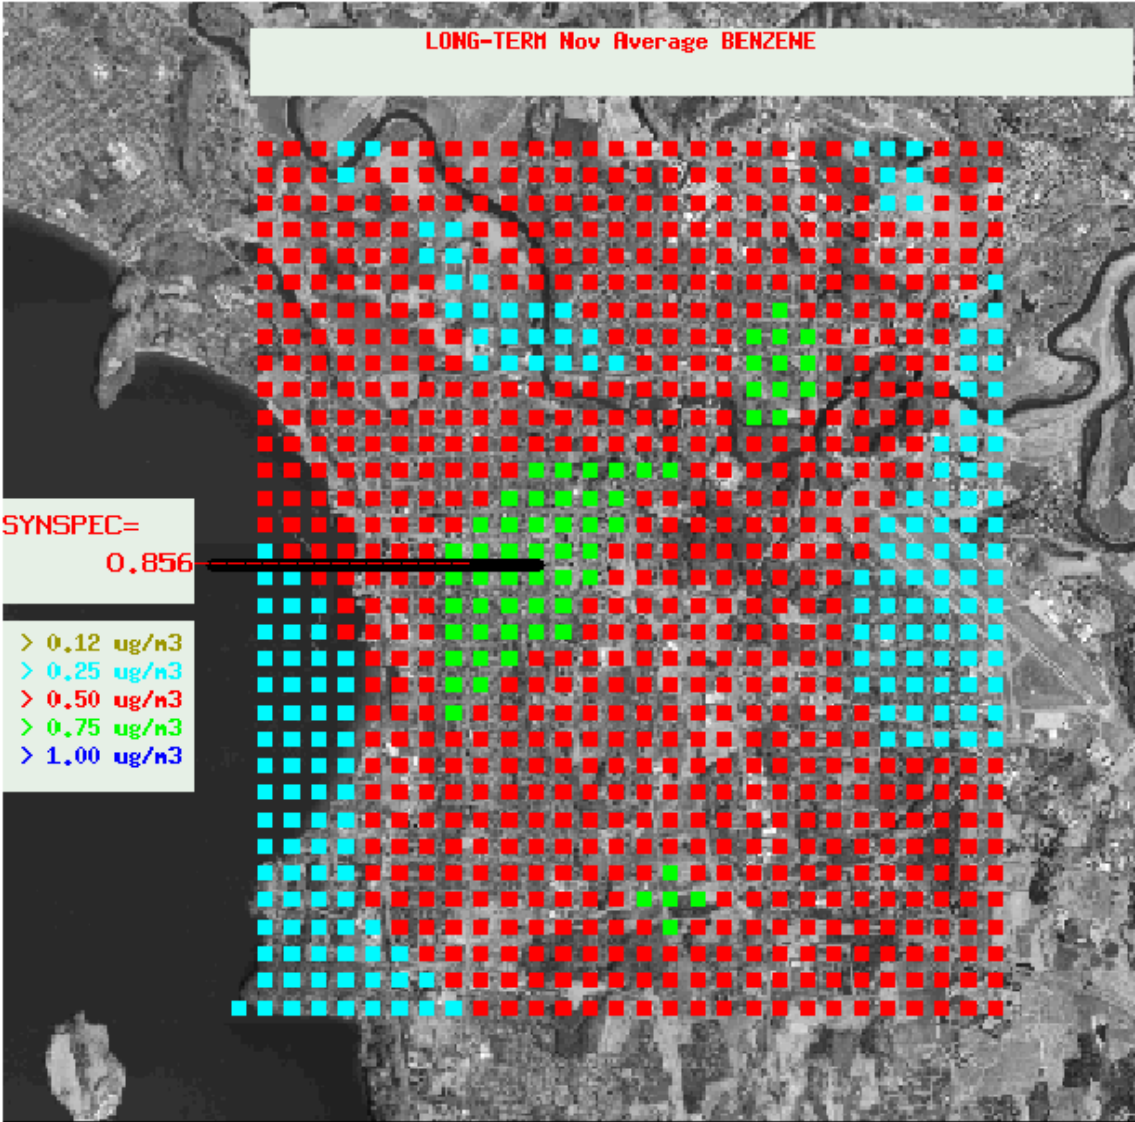 LONG-TERM Nov Average BENZENE
SYNSPEC=
0.856
> 0.12 ug/m3
> 0.25 ug/m3
> 0.50 ug/m3
> 0.75 ug/m3
> 1.00 ug/m3